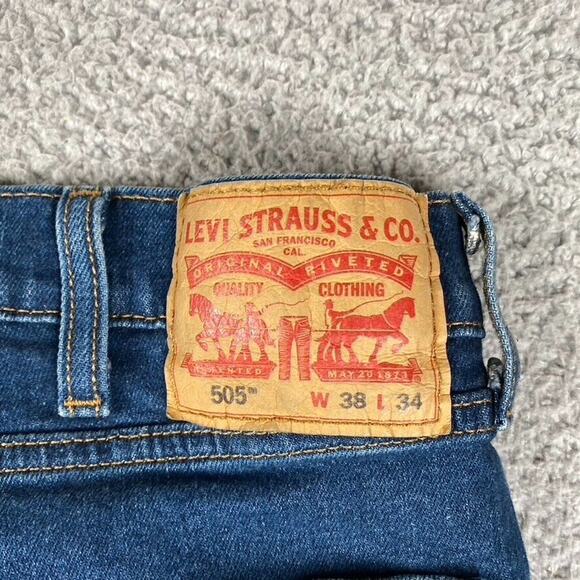 LEVI STRAUSS & CO.
SAN FRANCISCO
CAL.
ORIGINAL RIVETED
QUALITY CLOTHING
PATENTED MAY 20 1873
505™ W 38 L 34